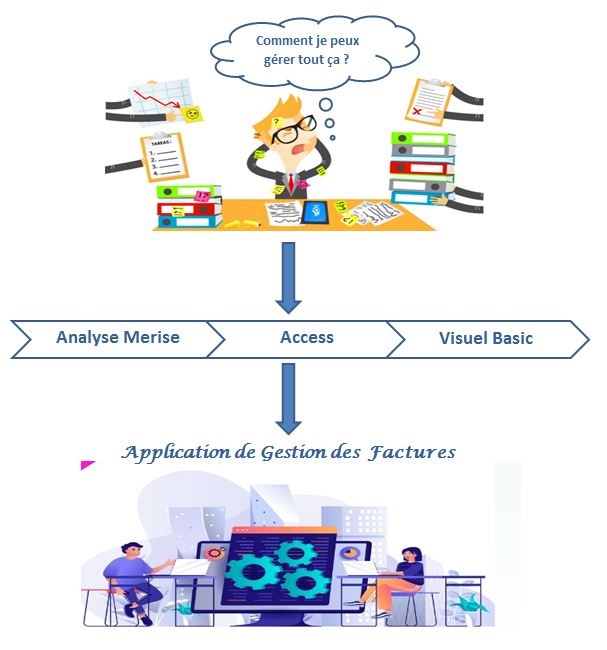 Comment je peux
gérer tout ça ?
TAREAS:
1.
2.
3.
4.
?
!?
Analyse Merise
Access
Visuel Basic
Application de Gestion des Factures